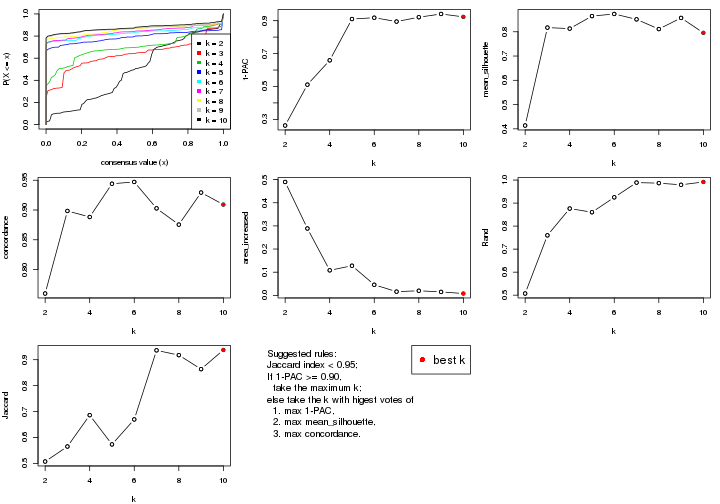 P(X <= x)
0.0 0.2 0.4 0.6 0.8 1.0
k = 2
k = 3
k = 4
k = 5
k = 6
k = 7
k = 8
k = 9
k = 10
0.0 0.2 0.4 0.6 0.8 1.0
consensus value (x)
1-PAC
0.3 0.5 0.7 0.9
2 4 6 8 10
k
mean_silhouette
0.4 0.5 0.6 0.7 0.8
2 4 6 8 10
k
concordance
0.80 0.85 0.90 0.95
2 4 6 8 10
k
area_increased
0.0 0.1 0.2 0.3 0.4 0.5
2 4 6 8 10
k
Rand
0.5 0.6 0.7 0.8 0.9 1.0
2 4 6 8 10
k
Jaccard
0.5 0.6 0.7 0.8 0.9
2 4 6 8 10
k
Suggested rules:
Jaccard index < 0.95;
If 1-PAC >= 0.90,
take the maximum k;
else take the k with higest votes of
1. max 1-PAC,
2. max mean_silhouette,
3. max concordance.
best k